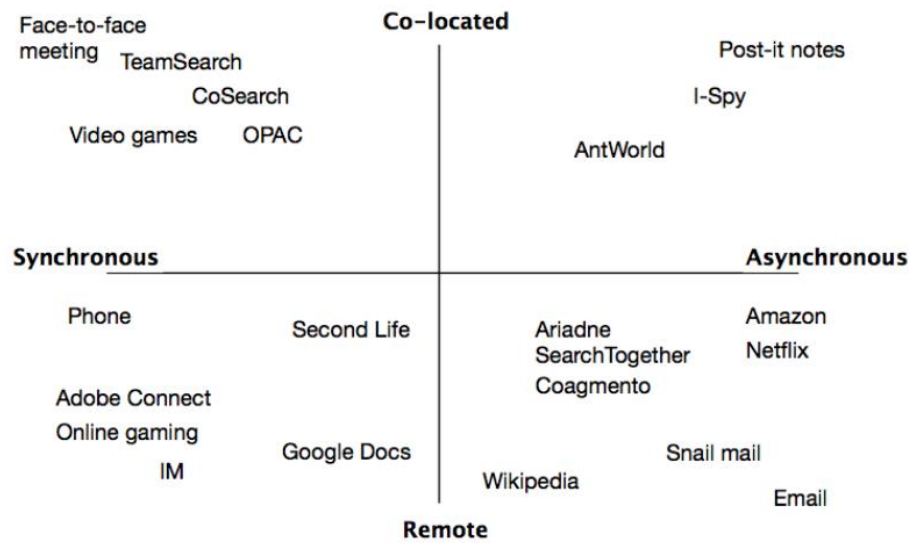 Co-located
Face-to-face
meeting
TeamSearch
CoSearch
Video games
OPAC
Post-it notes
I-Spy
AntWorld
Synchronous
Asynchronous
Phone
Second Life
Adobe Connect
Online gaming
IM
Google Docs
Ariadne
SearchTogether
Coagmento
Amazon
Netflix
Snail mail
Wikipedia
Email
Remote